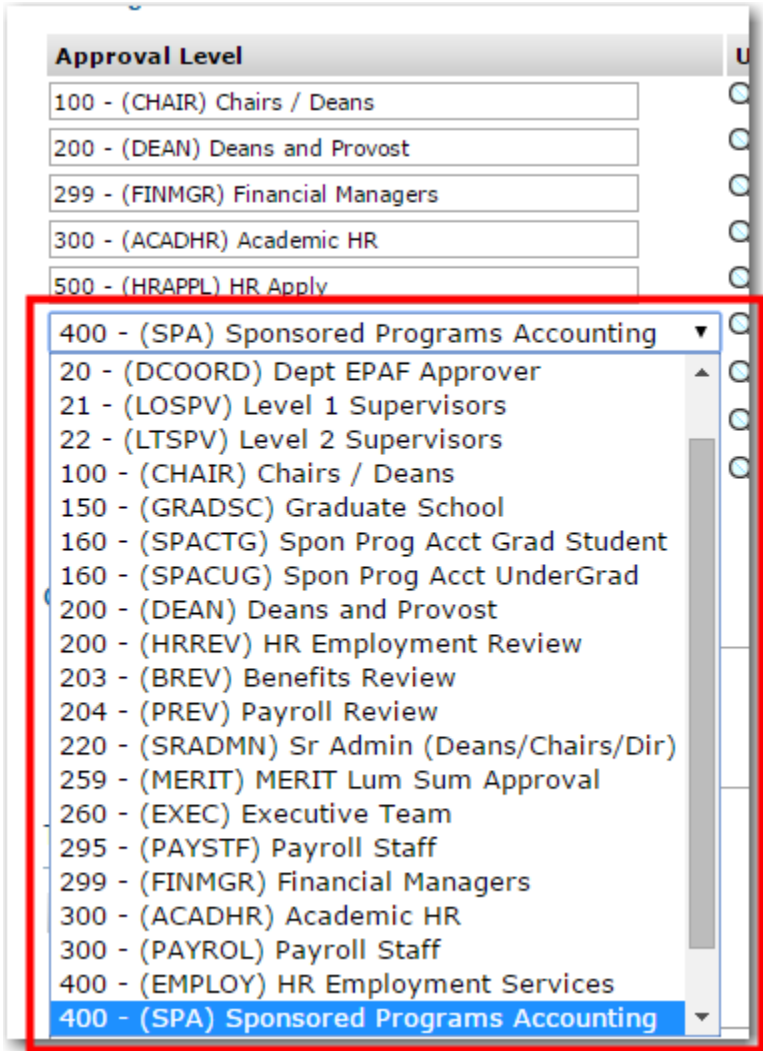 Approval Level
100 - (CHAIR) Chairs / Deans
200 - (DEAN) Deans and Provost
299 - (FINMGR) Financial Managers
300 - (ACADHR) Academic HR
500 - (HRAPPL) HR Apply
400 - (SPA) Sponsored Programs Accounting
20 - (DCOORD) Dept EPAF Approver
21 - (LOSPV) Level 1 Supervisors
22 - (LTSPV) Level 2 Supervisors
100 - (CHAIR) Chairs / Deans
150 - (GRADSC) Graduate School
160 - (SPACTG) Spon Prog Acct Grad Student
160 - (SPACUG) Spon Prog Acct UnderGrad
200 - (DEAN) Deans and Provost
200 - (HRREV) HR Employment Review
203 - (BREV) Benefits Review
204 - (PREV) Payroll Review
220 - (SRADMN) Sr Admin (Deans/Chairs/Dir)
259 - (MERIT) MERIT Lum Sum Approval
260 - (EXEC) Executive Team
295 - (PAYSTF) Payroll Staff
299 - (FINMGR) Financial Managers
300 - (ACADHR) Academic HR
300 - (PAYROL) Payroll Staff
400 - (EMPLOY) HR Employment Services
400 - (SPA) Sponsored Programs Accounting